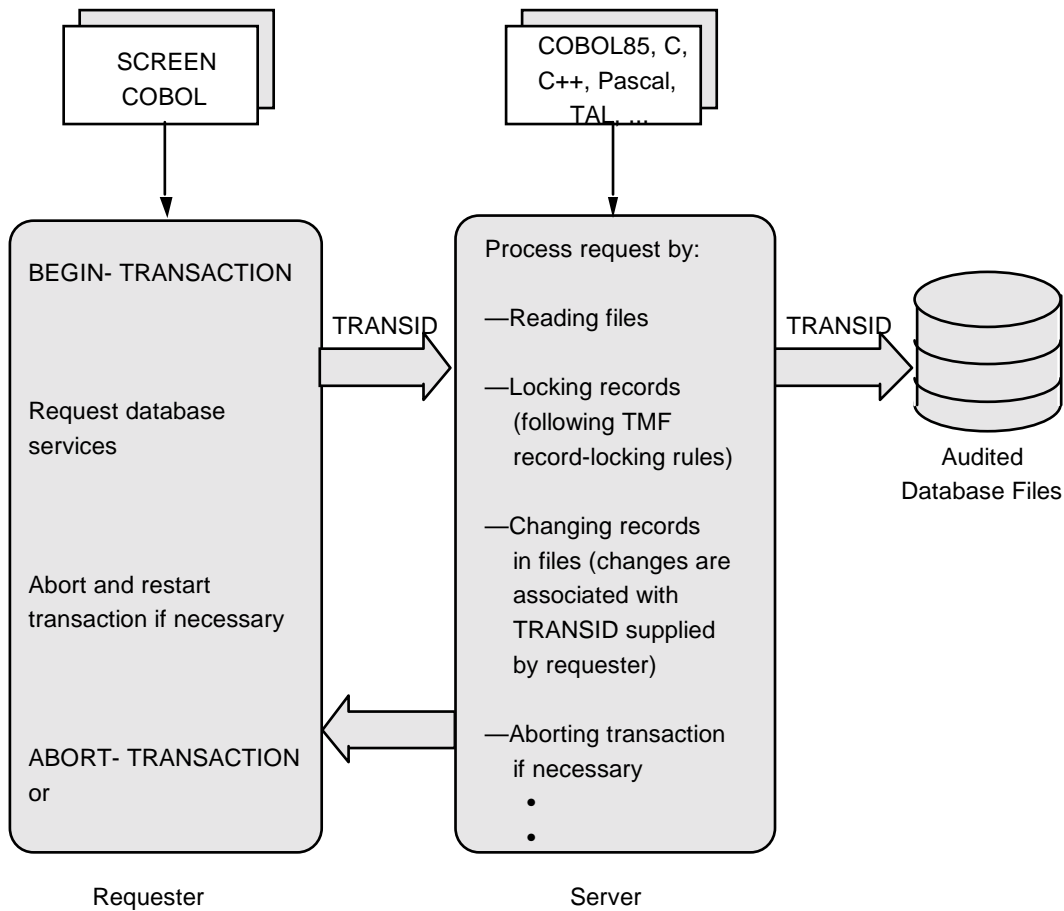 SCREEN
COBOL
COBOL85, C,
C++, Pascal,
TAL, ...
BEGIN- TRANSACTION
Request database
services
Abort and restart
transaction if necessary
ABORT- TRANSACTION
or
TRANSID
Process request by:
—Reading files
—Locking records
(following TMF
record-locking rules)
—Changing records
in files (changes are
associated with
TRANSID supplied
by requester)
—Aborting transaction
if necessary
•
•
TRANSID
Audited
Database Files
Requester
Server